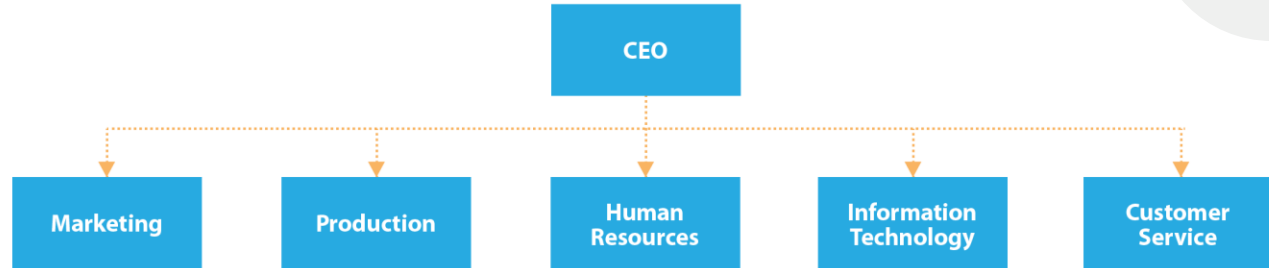 CEO
Marketing
Production
Human
Resources
Information
Technology
Customer
Service